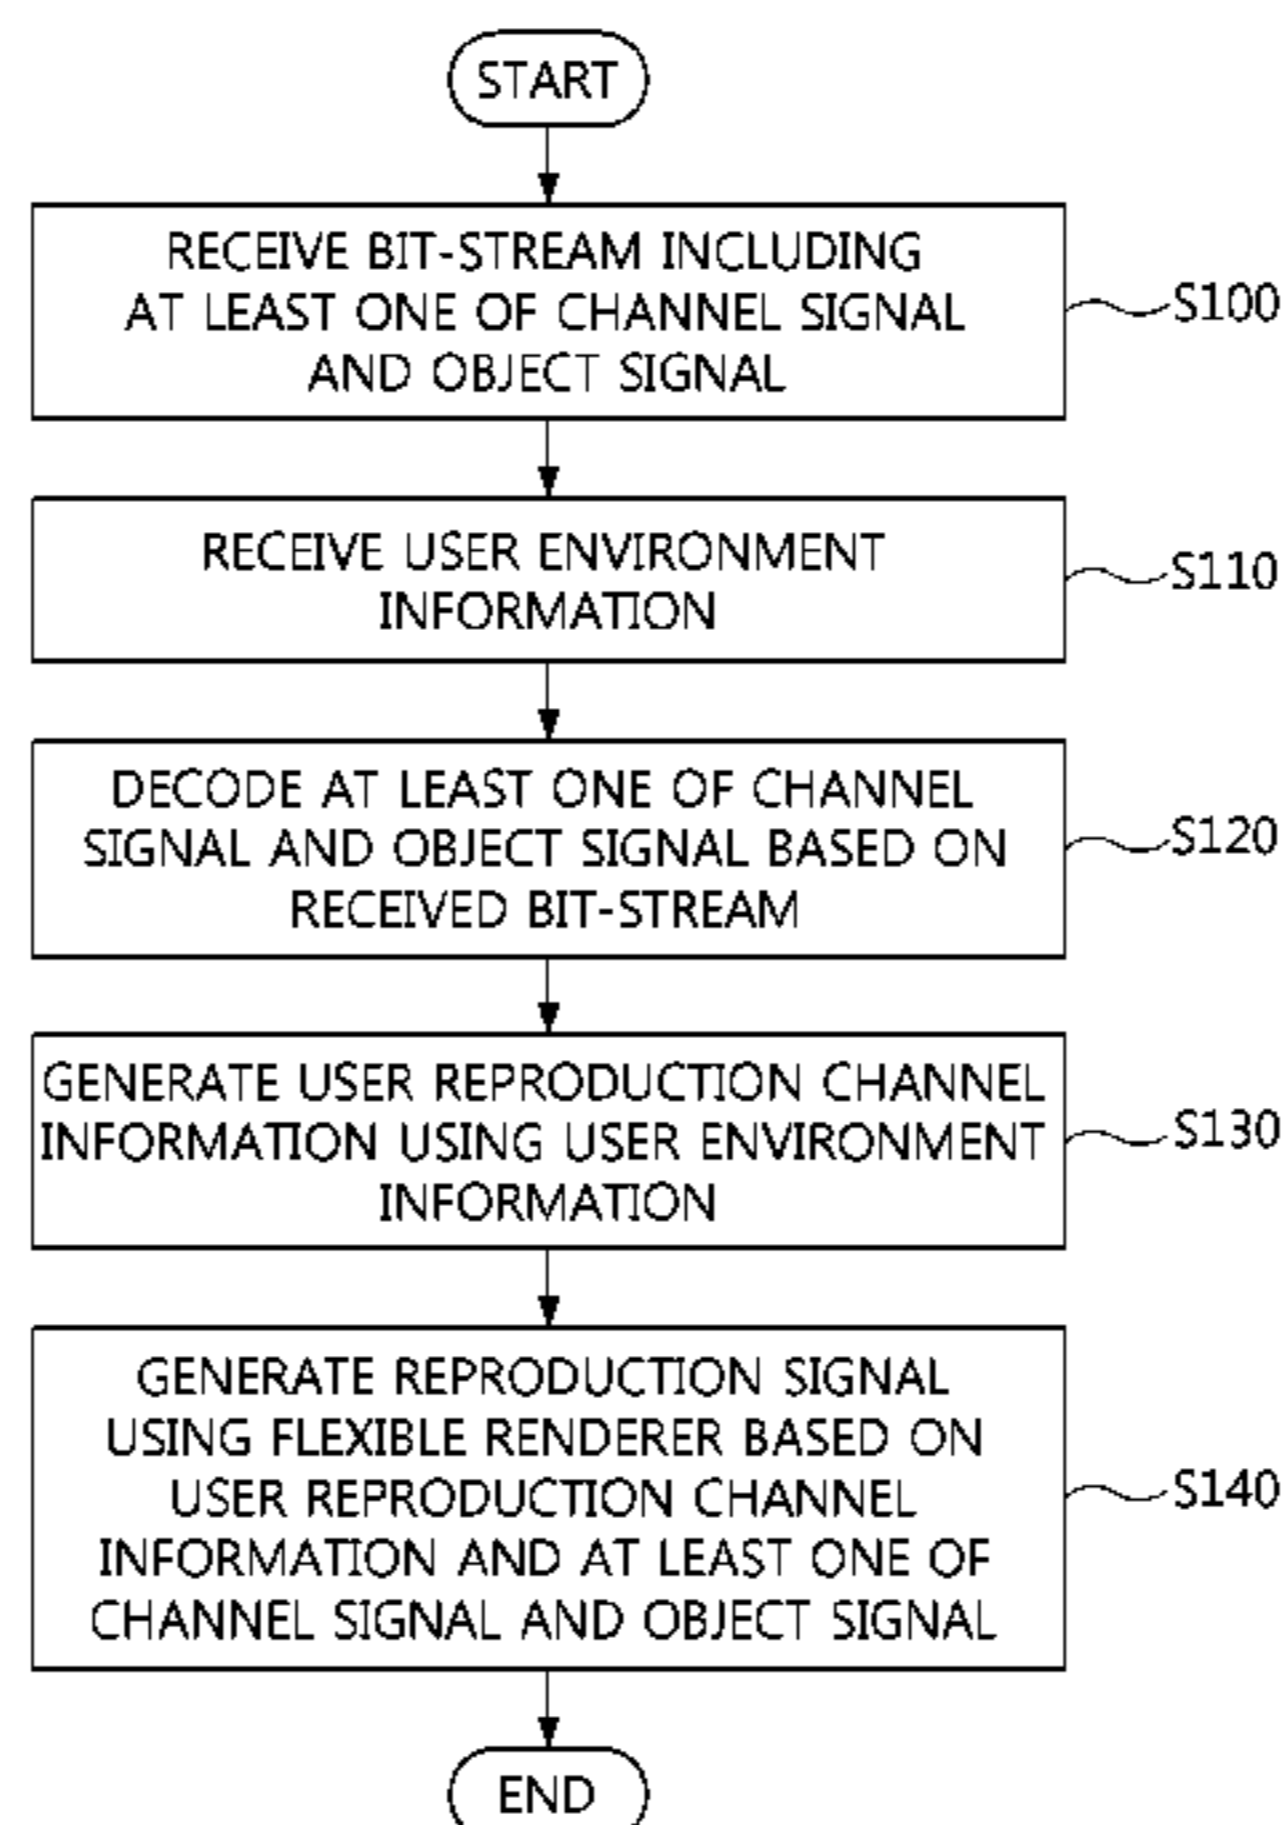 START
RECEIVE BIT-STREAM INCLUDING
AT LEAST ONE OF CHANNEL SIGNAL
AND OBJECT SIGNAL
S100
RECEIVE USER ENVIRONMENT
INFORMATION
S110
DECODE AT LEAST ONE OF CHANNEL
SIGNAL AND OBJECT SIGNAL BASED ON
RECEIVED BIT-STREAM
S120
GENERATE USER REPRODUCTION CHANNEL
INFORMATION USING USER ENVIRONMENT
INFORMATION
S130
GENERATE REPRODUCTION SIGNAL
USING FLEXIBLE RENDERER BASED ON
USER REPRODUCTION CHANNEL
INFORMATION AND AT LEAST ONE OF
CHANNEL SIGNAL AND OBJECT SIGNAL
S140
END